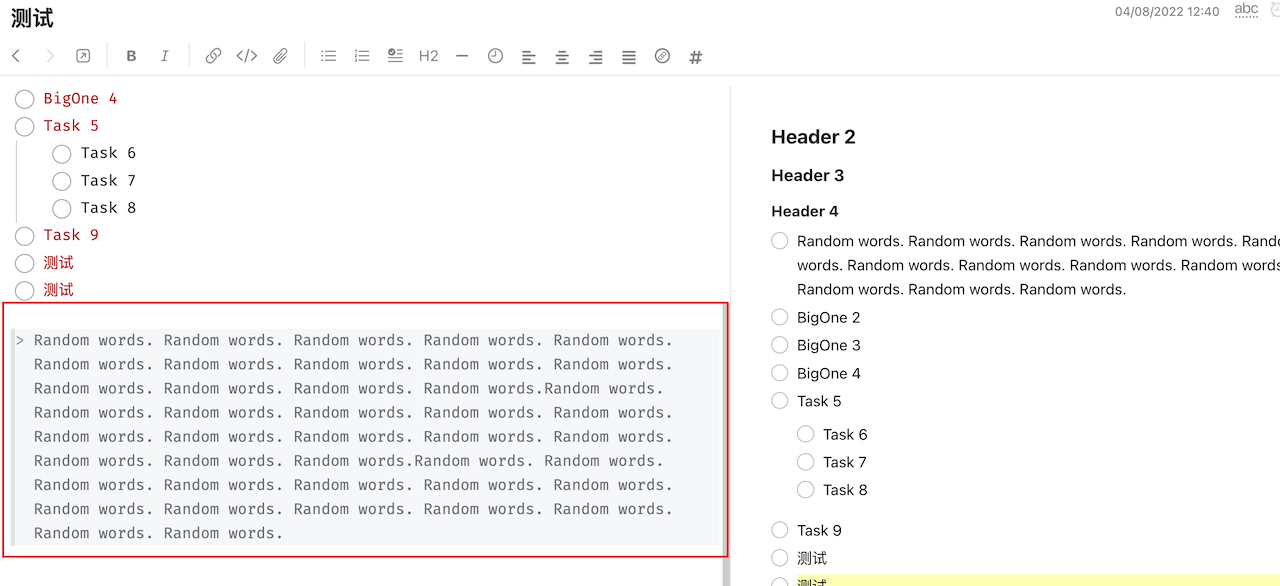 测试
04/08/2022 12:40
abc
B I </> H2 #
BigOne 4
Task 5
Task 6
Task 7
Task 8
Task 9
测试
测试
> Random words. Random words. Random words. Random words. Random words.
Random words. Random words. Random words. Random words. Random words.
Random words. Random words. Random words. Random words.Random words.
Random words. Random words. Random words. Random words. Random words.
Random words. Random words. Random words. Random words. Random words.
Random words. Random words. Random words.Random words. Random words.
Random words. Random words. Random words. Random words. Random words.
Random words. Random words. Random words. Random words. Random words.
Random words. Random words.
Header 2
Header 3
Header 4
Random words. Random words. Random words. Random words. Rando
words. Random words. Random words. Random words. Random words
Random words. Random words. Random words.
BigOne 2
BigOne 3
BigOne 4
Task 5
Task 6
Task 7
Task 8
Task 9
测试
测试